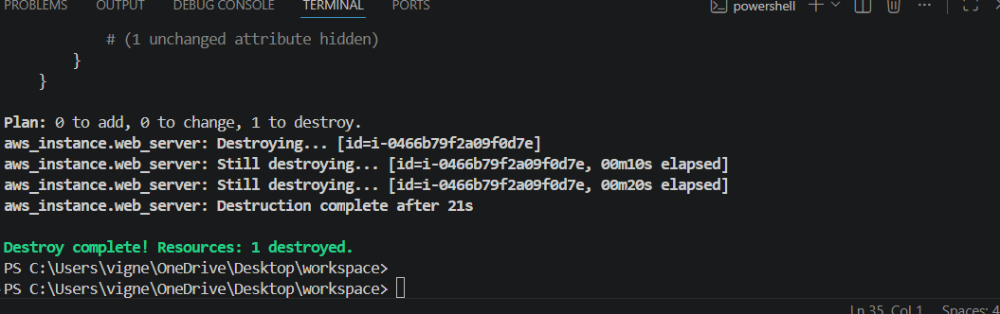 PROBLEMS OUTPUT DEBUG CONSOLE TERMINAL PORTS powershell
# (1 unchanged attribute hidden)
}
}
Plan: 0 to add, 0 to change, 1 to destroy.
aws_instance.web_server: Destroying... [id=i-0466b79f2a09f0d7e]
aws_instance.web_server: Still destroying... [id=i-0466b79f2a09f0d7e, 00m10s elapsed]
aws_instance.web_server: Still destroying... [id=i-0466b79f2a09f0d7e, 00m20s elapsed]
aws_instance.web_server: Destruction complete after 21s
Destroy complete! Resources: 1 destroyed.
PS C:\Users\vigne\OneDrive\Desktop\workspace>
PS C:\Users\vigne\OneDrive\Desktop\workspace>
Ln 35, Col 1 Spaces: 4